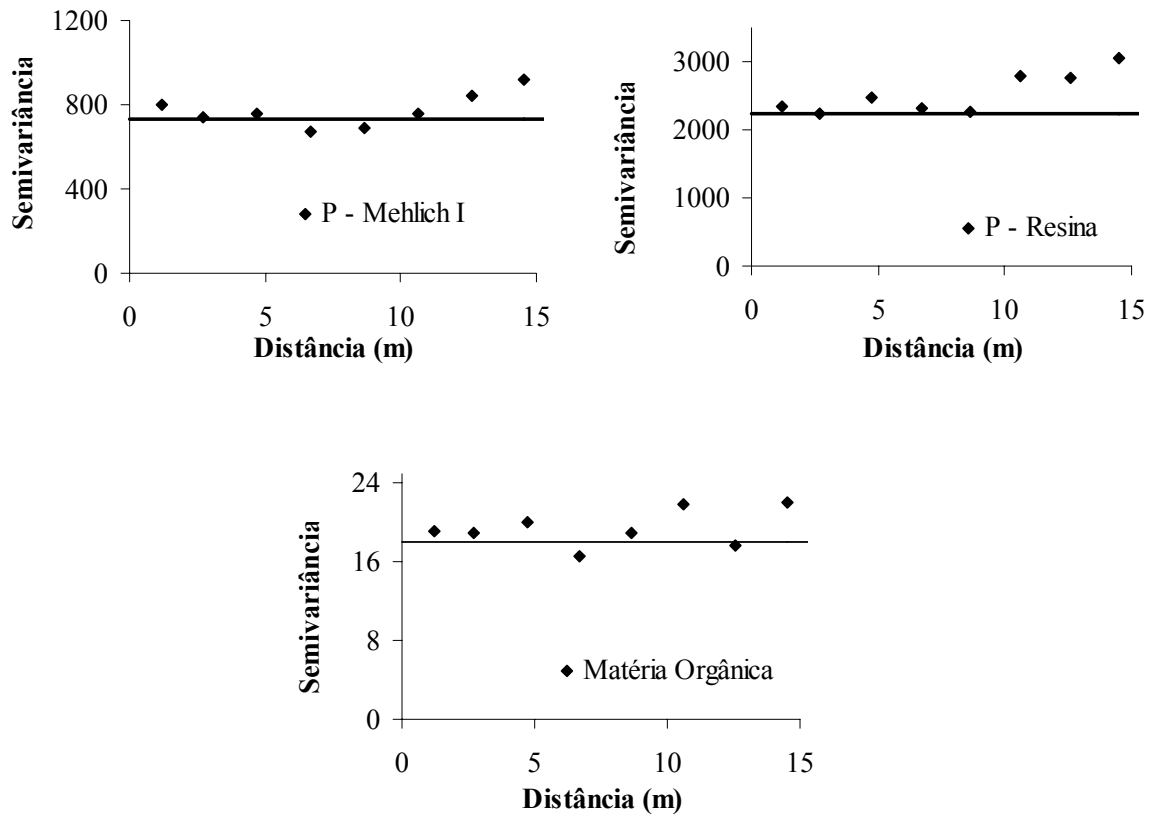 Semivariância
1200
800
400
0
◆ P - Mehlich I
0 5 10 15
Distância (m)
Semivariância
3000
2000
1000
0
◆ P - Resina
0 5 10 15
Distância (m)
Semivariância
24
16
8
0
◆ Matéria Orgânica
0 5 10 15
Distância (m)